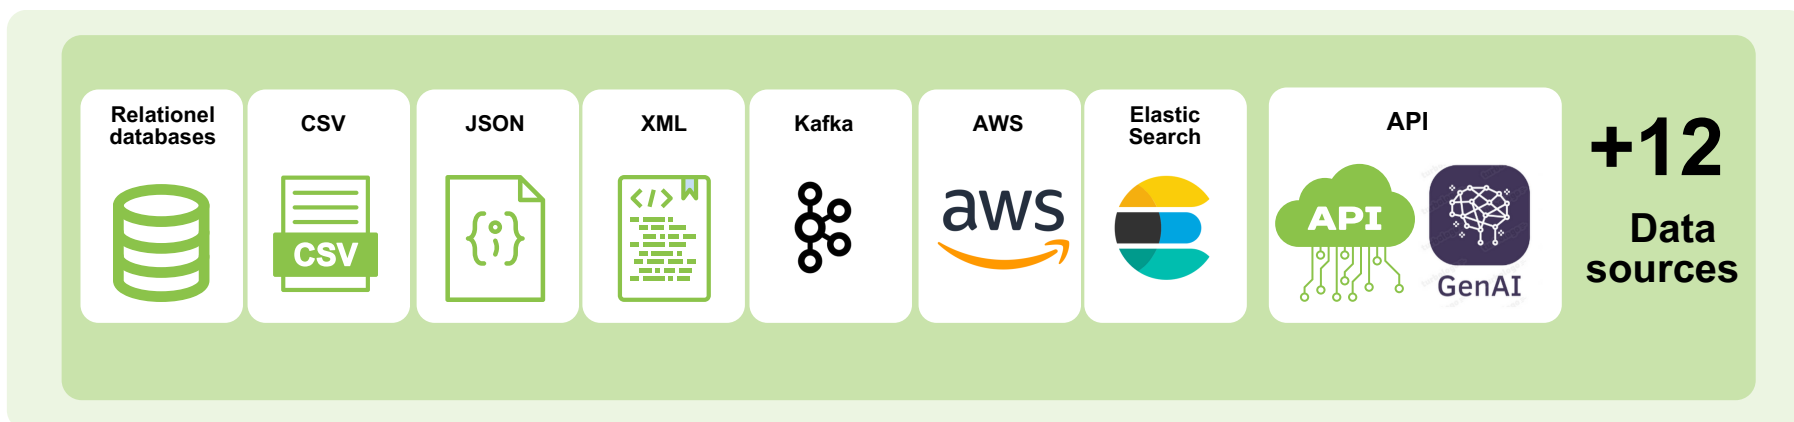 Relationel
databases
CSV
JSON
XML
Kafka
AWS
Elastic
Search
API
+12
Data
sources
CSV
{;}
</>
aws
API
GenAI